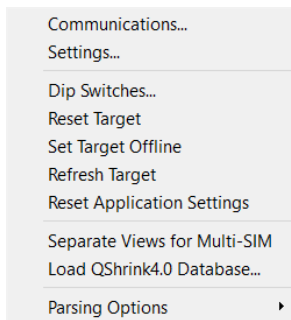 Communications...
Settings...
Dip Switches...
Reset Target
Set Target Offline
Refresh Target
Reset Application Settings
Separate Views for Multi-SIM
Load QShrink4.0 Database...
Parsing Options